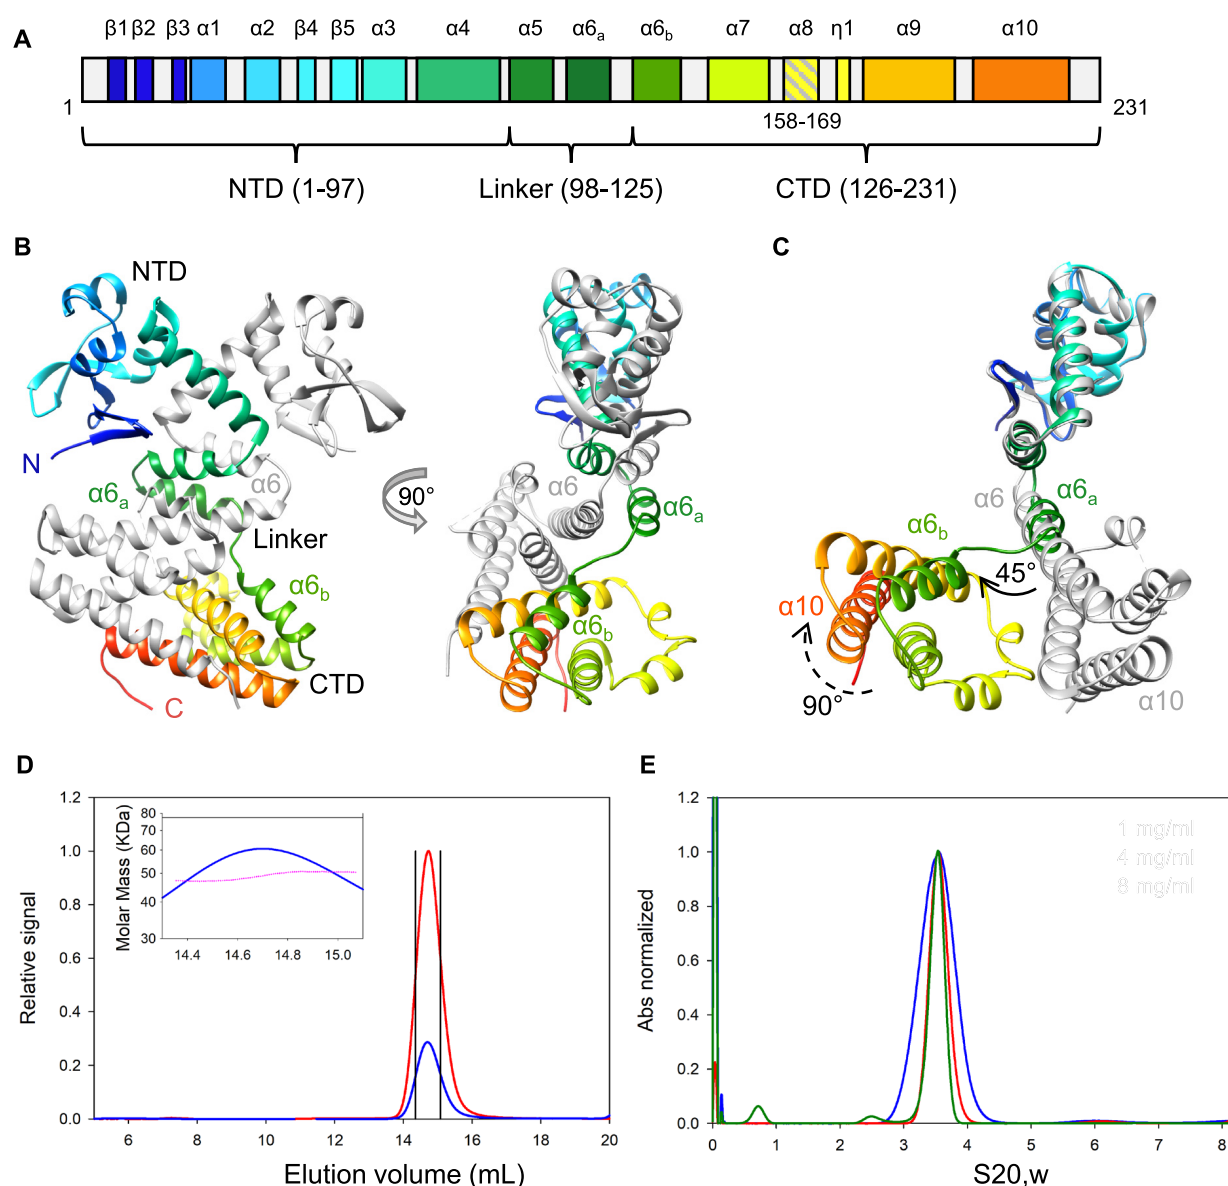 A
β1 β2 β3 α1 α2 β4 β5 α3 α4 α5 α6a α6b α7 α8 η1 α9 α10
1
158-169
231
NTD (1-97)
Linker (98-125)
CTD (126-231)
B
NTD
N
α6a
α6
Linker
α6b
CTD
C
90°
α6
α6a
α6b
C
α6
α6a
α6b
45°
α10
90°
α10
D
Relative signal
1.2
1.0
0.8
0.6
0.4
0.2
0.0
6 8 10 12 14 16 18 20
Elution volume (mL)
Molar Mass (KDa)
80
70
60
50
40
30
14.4 14.6 14.8 15.0
E
Abs normalized
1.2
1.0
0.8
0.6
0.4
0.2
0.0
0 1 2 3 4 5 6 7 8
S20,w
1 mg/ml
4 mg/ml
8 mg/ml